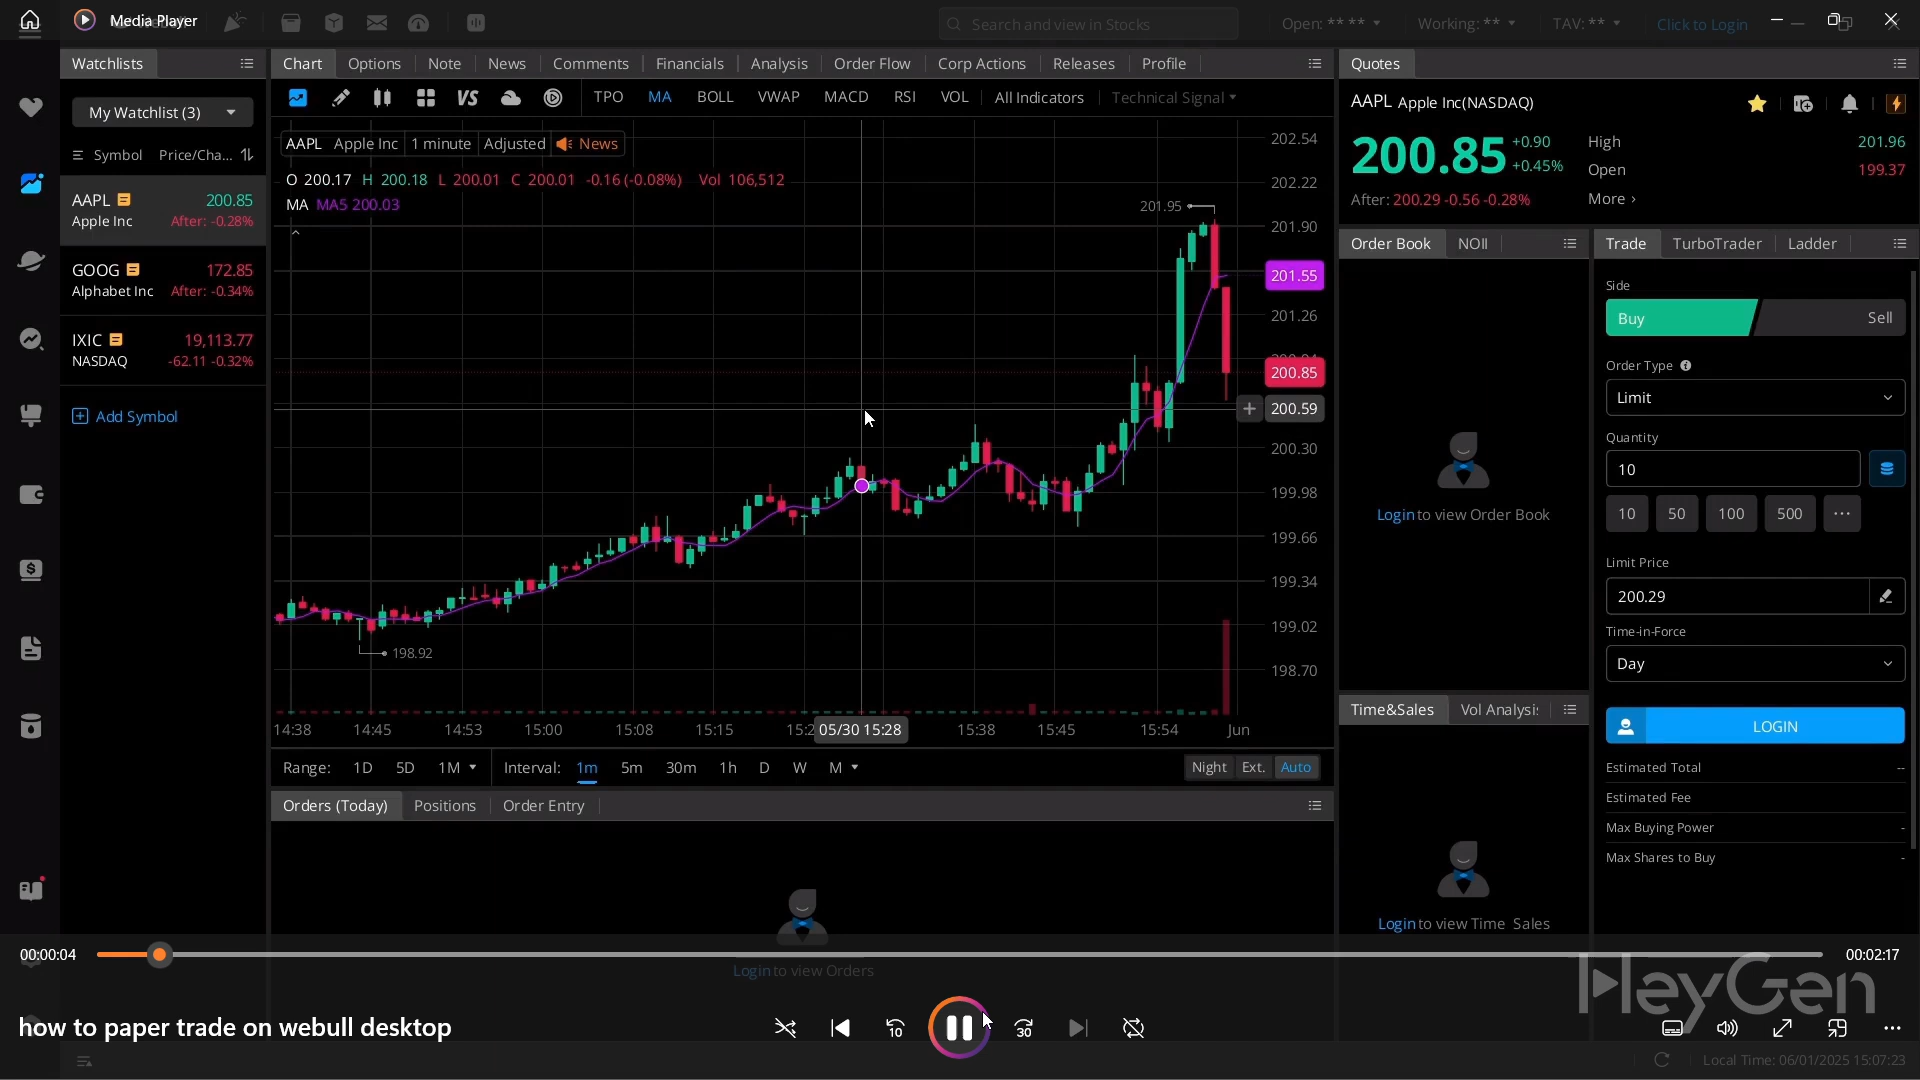 Media Player
Search and view in Stocks
Open: ** **
Working: **
TAV: **
Click to Login
Watchlists
My Watchlist (3)
Symbol Price/Cha...
AAPL 200.85
Apple Inc After: -0.28%
GOOG 172.85
Alphabet Inc After: -0.34%
IXIC 19,113.77
NASDAQ -62.11 -0.32%
Add Symbol
Chart Options Note News Comments Financials Analysis Order Flow Corp Actions Releases Profile
VS TPO MA BOLL VWAP MACD RSI VOL All Indicators Technical Signal
AAPL Apple Inc 1 minute Adjusted News
O 200.17 H 200.18 L 200.01 C 200.01 -0.16 (-0.08%) Vol 106,512
MA MA5 200.03
201.95
198.92
202.54
202.22
201.90
201.55
201.26
200.85
200.59
200.30
199.98
199.66
199.34
199.02
198.70
14:38 14:45 14:53 15:00 15:08 15:15 05/30 15:28 15:38 15:45 15:54 Jun
Range: 1D 5D 1M Interval: 1m 5m 30m 1h D W M Night Ext. Auto
Orders (Today) Positions Order Entry
Login to view Orders
Quotes
AAPL Apple Inc(NASDAQ)
200.85 +0.90 +0.45%
High 201.96
Open 199.37
After: 200.29 -0.56 -0.28%
More ›
Order Book NOII
Login to view Order Book
Time&Sales Vol Analysi
Login to view Time Sales
Trade TurboTrader Ladder
Side
Buy Sell
Order Type
Limit
Quantity
10
10 50 100 500 ...
Limit Price
200.29
Time-in-Force
Day
LOGIN
Estimated Total --
Estimated Fee
Max Buying Power -
Max Shares to Buy -
00:00:04
00:02:17
HeyGen
how to paper trade on webull desktop
10
30
Local Time: 06/01/2025 15:07:23